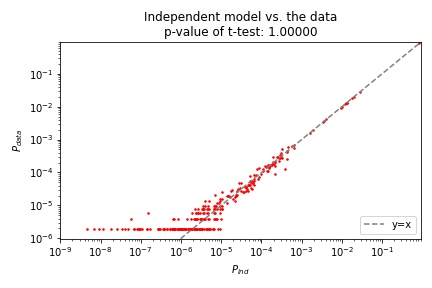 Independent model vs. the data
p-value of t-test: 1.00000
P_data
10⁻¹
10⁻²
10⁻³
10⁻⁴
10⁻⁵
10⁻⁶
y=x
10⁻⁹ 10⁻⁸ 10⁻⁷ 10⁻⁶ 10⁻⁵ 10⁻⁴ 10⁻³ 10⁻² 10⁻¹
P_ind